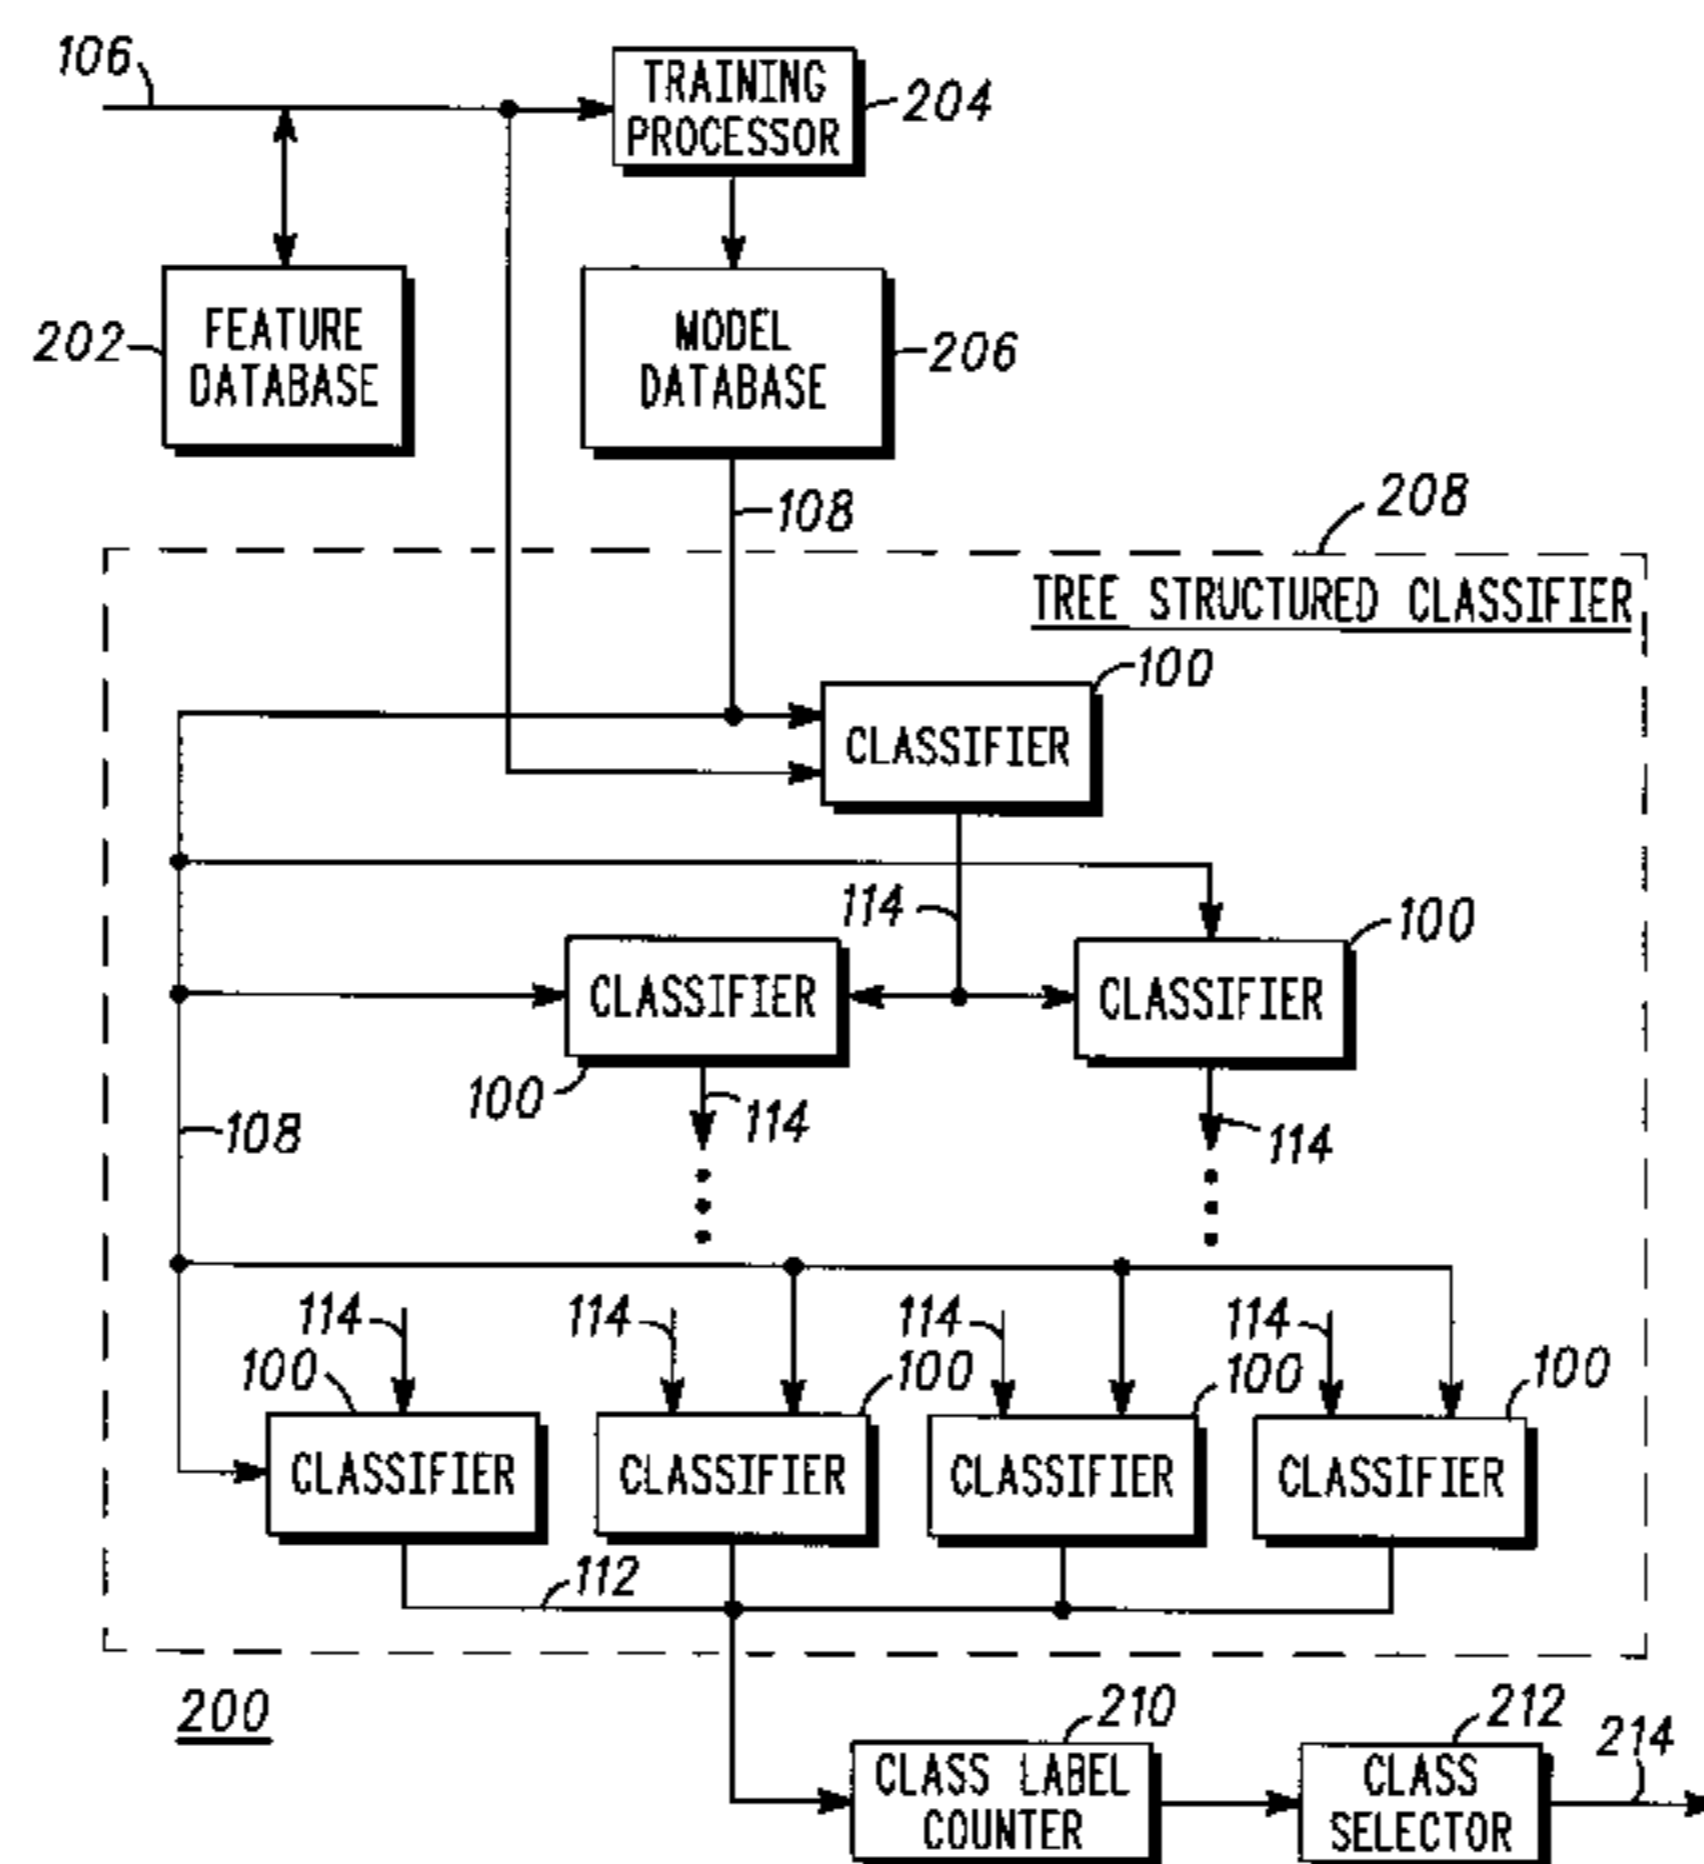 106
TRAINING
PROCESSOR
204
FEATURE
DATABASE
202
MODEL
DATABASE
206
108
208
TREE STRUCTURED CLASSIFIER
100
CLASSIFIER
114
100
CLASSIFIER
CLASSIFIER
100
114
114
108
114
114
114
114
100
100
100
100
CLASSIFIER
CLASSIFIER
CLASSIFIER
CLASSIFIER
112
200
210
212
214
CLASS LABEL
COUNTER
CLASS
SELECTOR